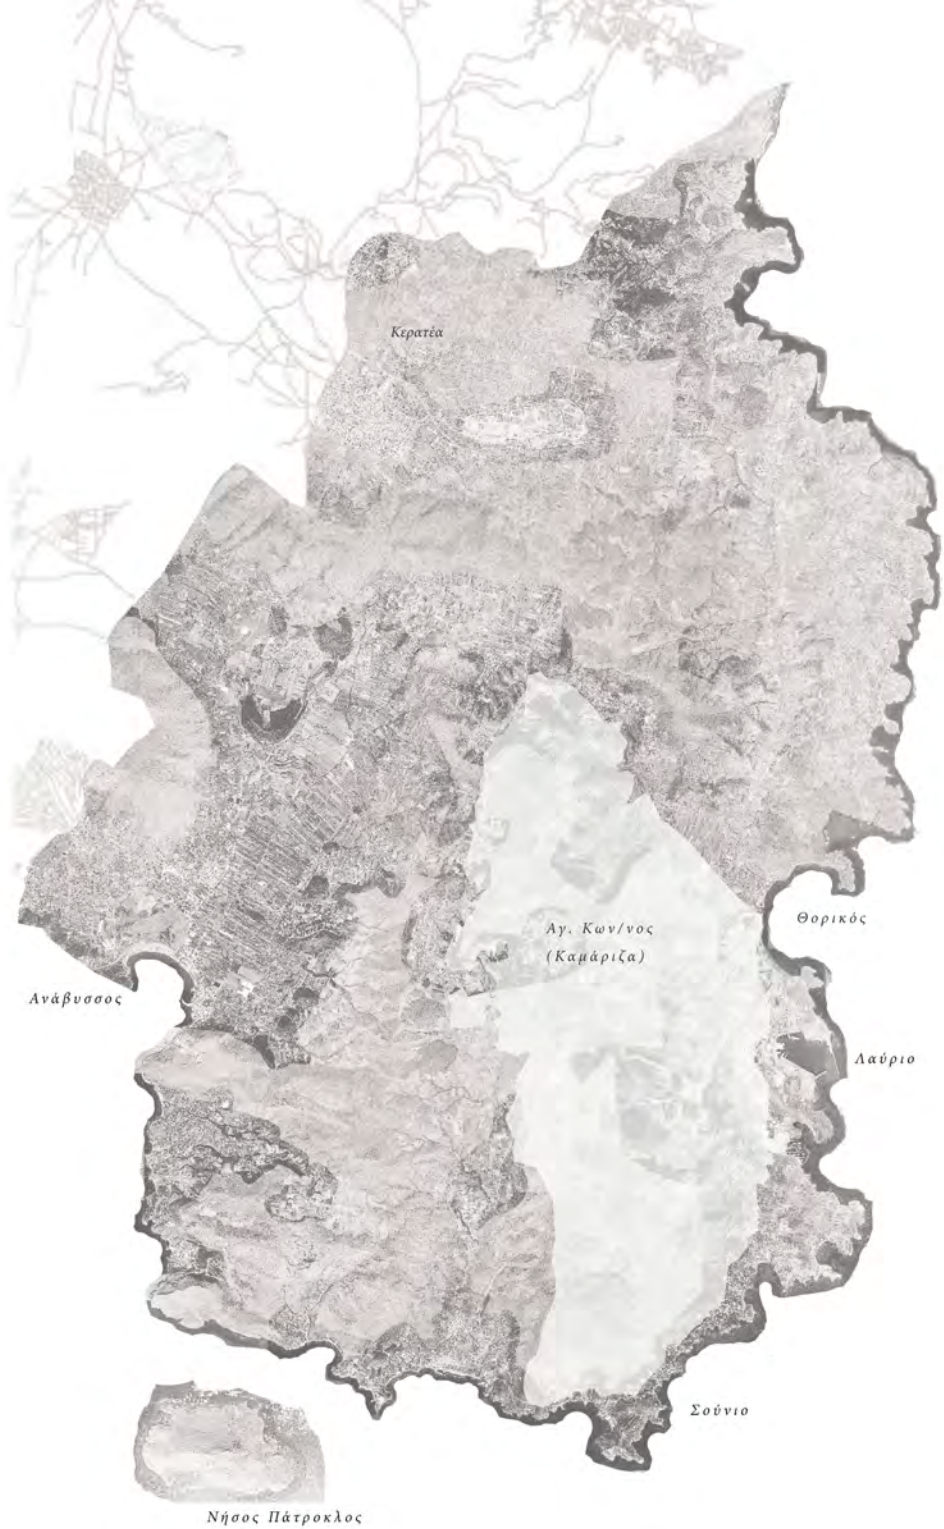 Κερατέα
Θορικός
Αγ. Κων/νος
(Καμάριζα)
Ανάβυσσος
Λαύριο
Σούνιο
Νήσος Πάτροκλος